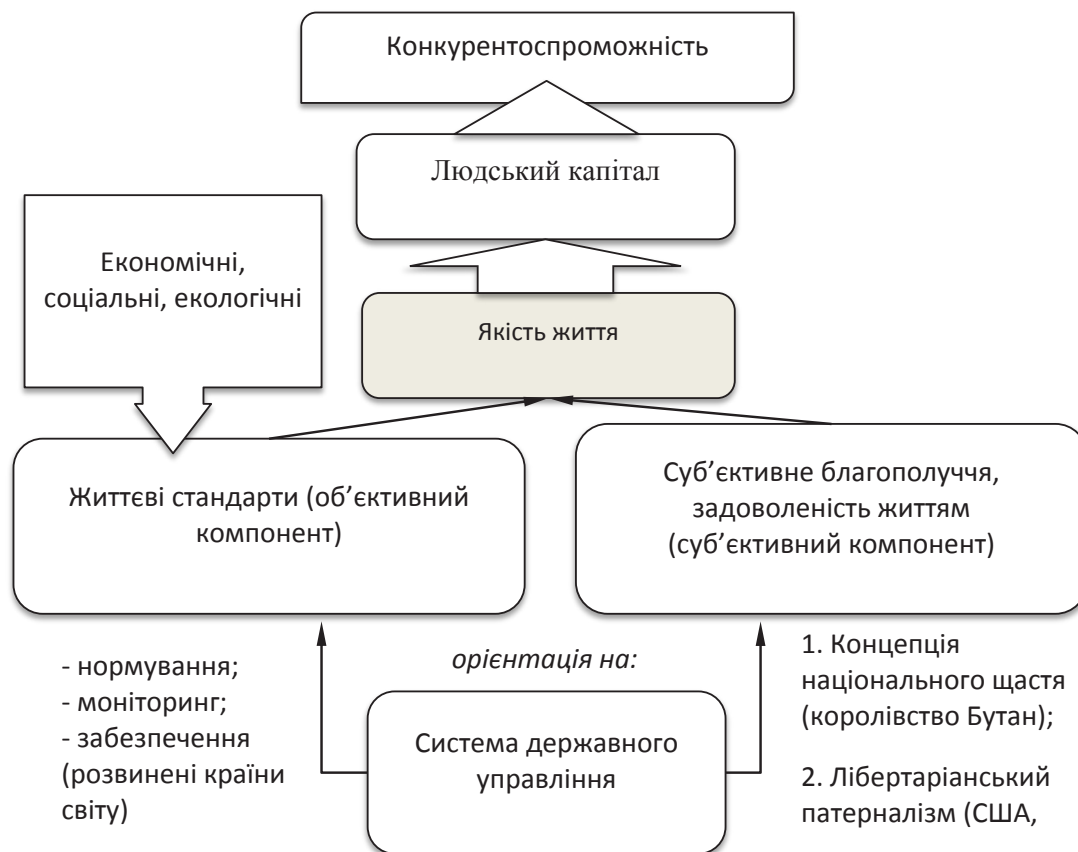 Конкурентоспроможність
Людський капітал
Економічні,
соціальні, екологічні
Якість життя
Життєві стандарти (об’єктивний
компонент)
Суб’єктивне благополуччя,
задоволеність життям
(суб’єктивний компонент)
- нормування;
- моніторинг;
- забезпечення
(розвинені країни
світу)
орієнтація на:
Система державного
управління
1. Концепція
національного щастя
(королівство Бутан);
2. Лібертаріанський
патерналізм (США,